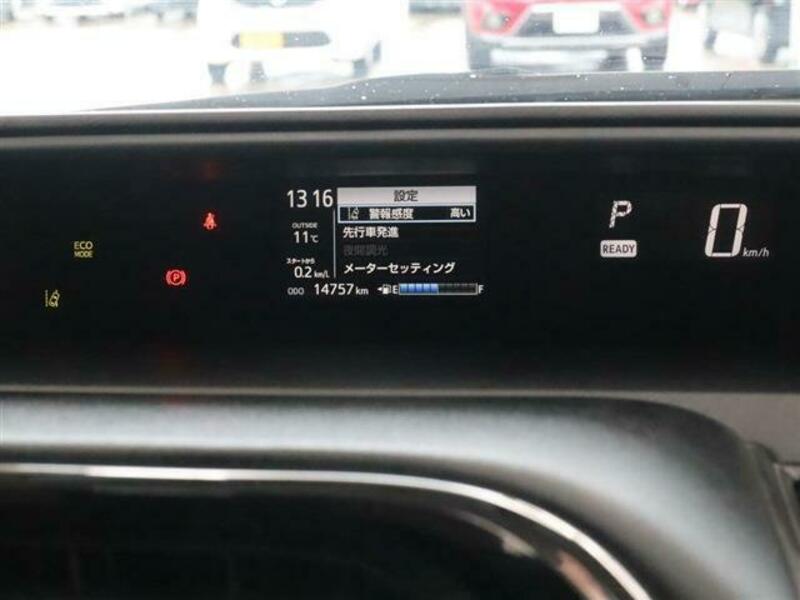 ECO
MODE
P
13 16
OUTSIDE
11℃
スタートから
0.2 km/L
ODO 14757 km
設定
警報感度 高い
先行車発進
夜間調光
メーターセッティング
E F
P
READY
0 km/h